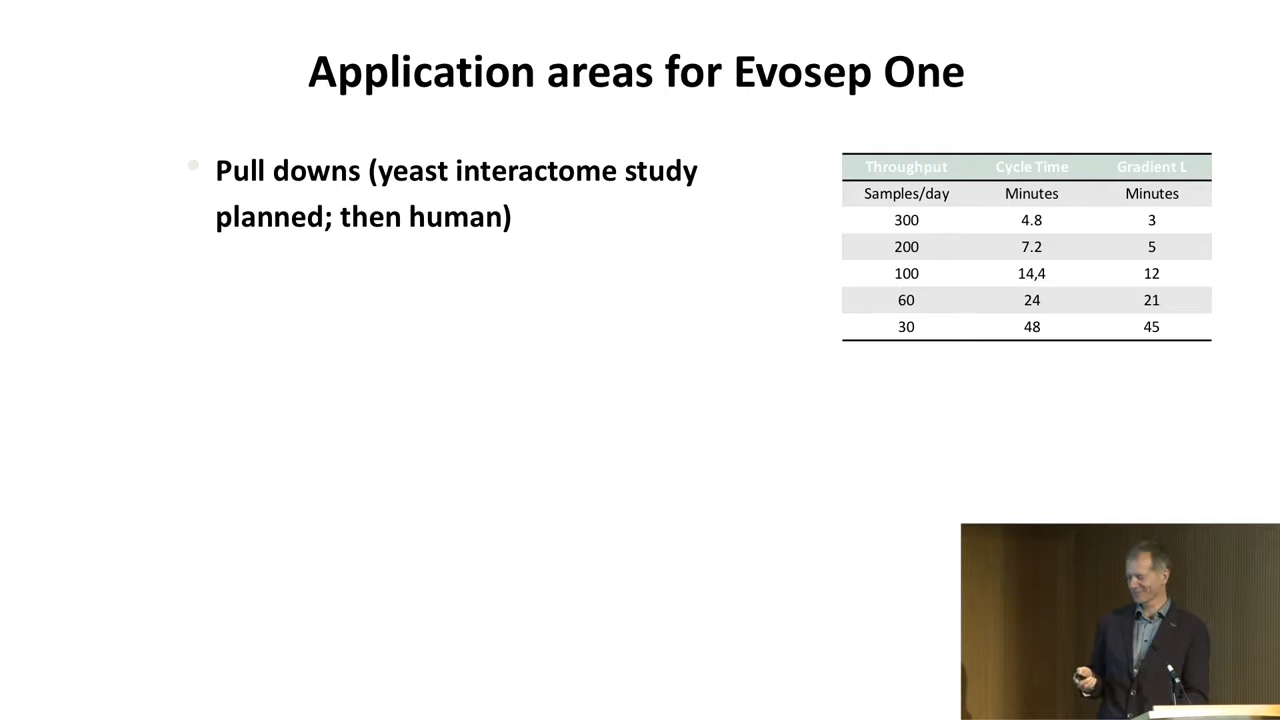 Application areas for Evosep One
• Pull downs (yeast interactome study
planned; then human)
Throughput Cycle Time Gradient L
Samples/day Minutes Minutes
300 4.8 3
200 7.2 5
100 14,4 12
60 24 21
30 48 45